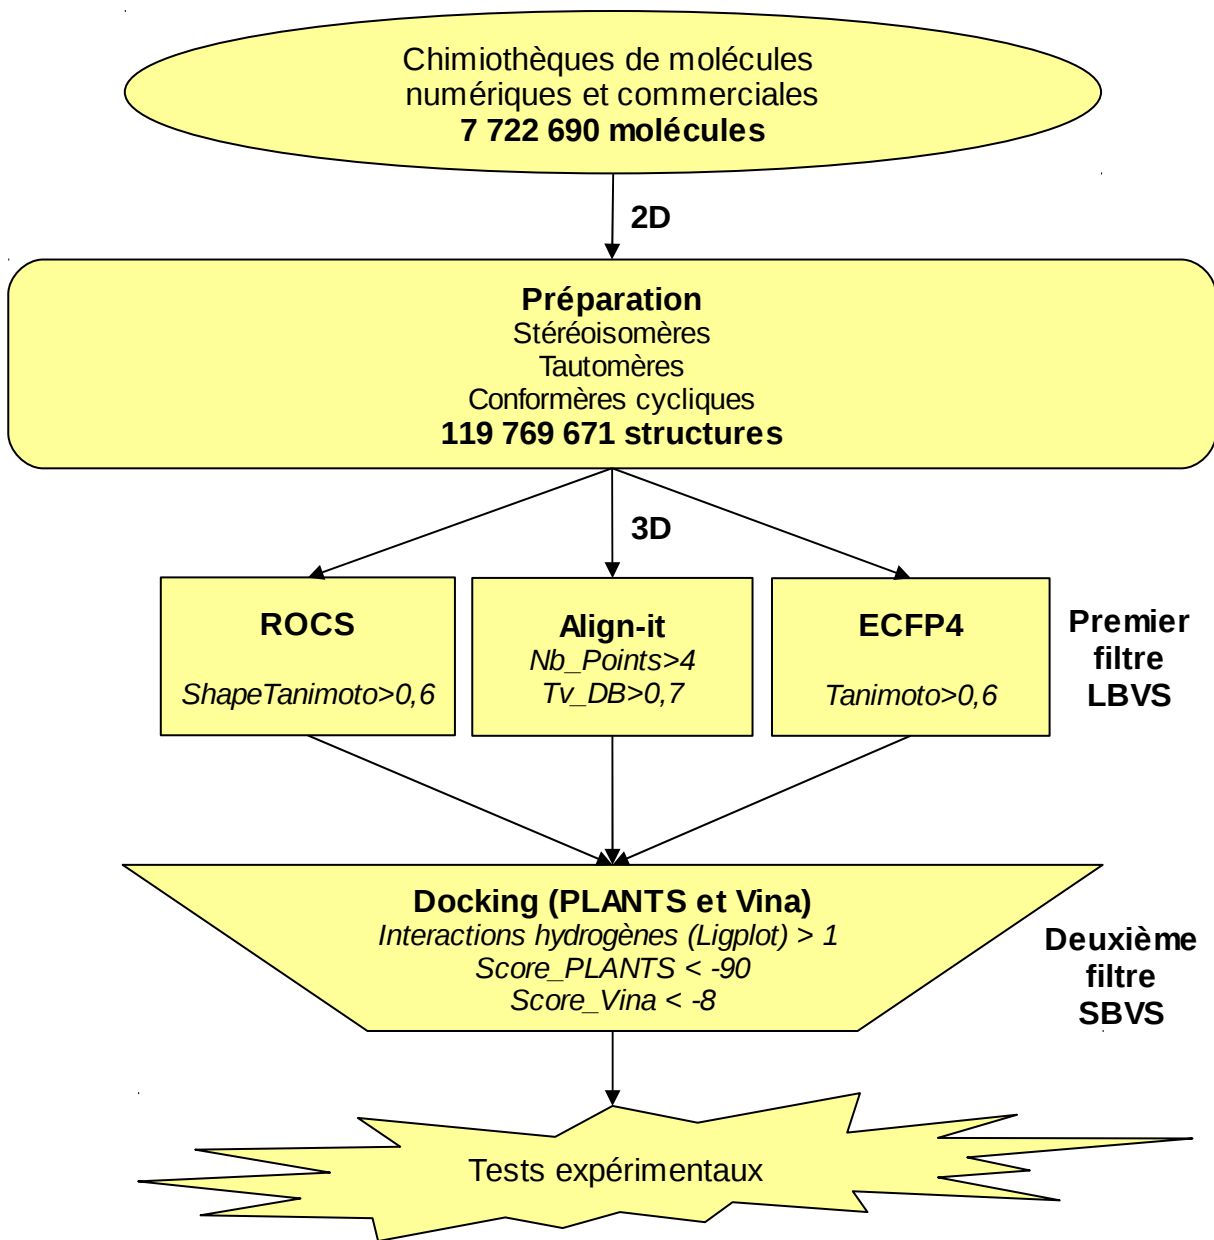 Chimiothèques de molécules
numériques et commerciales
7 722 690 molécules
2D
Préparation
Stéréoisomères
Tautomères
Conformères cycliques
119 769 671 structures
3D
ROCS
ShapeTanimoto>0,6
Align-it
Nb_Points>4
Tv_DB>0,7
ECFP4
Tanimoto>0,6
Premier
filtre
LBVS
Docking (PLANTS et Vina)
Interactions hydrogènes (Ligplot) > 1
Score_PLANTS < -90
Score_Vina < -8
Deuxième
filtre
SBVS
Tests expérimentaux